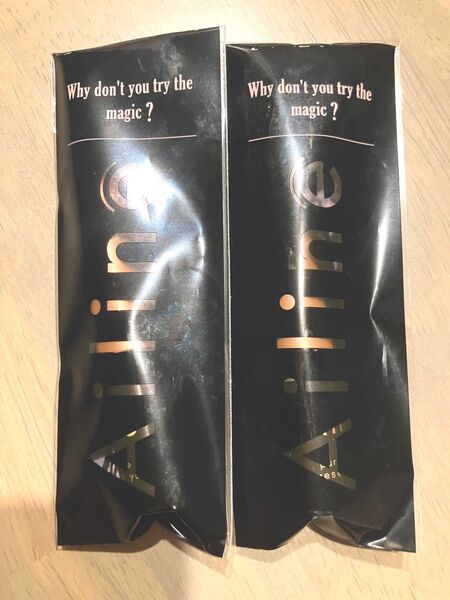 Why don't you try the
magic?
Ailine
Why don't you try the
magic?
Ailine